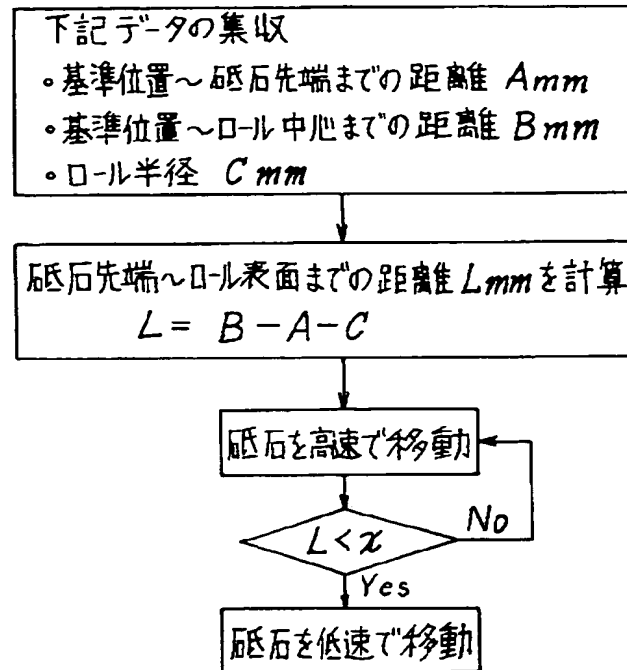 下記データの集収
・基準位置～砥石先端までの距離 Amm
・基準位置～ロール中心までの距離 Bmm
・ロール半径 Cmm
砥石先端～ロール表面までの距離Lmmを計算
L = B-A-C
砥石を高速で移動
L<x
No
Yes
砥石を低速で移動